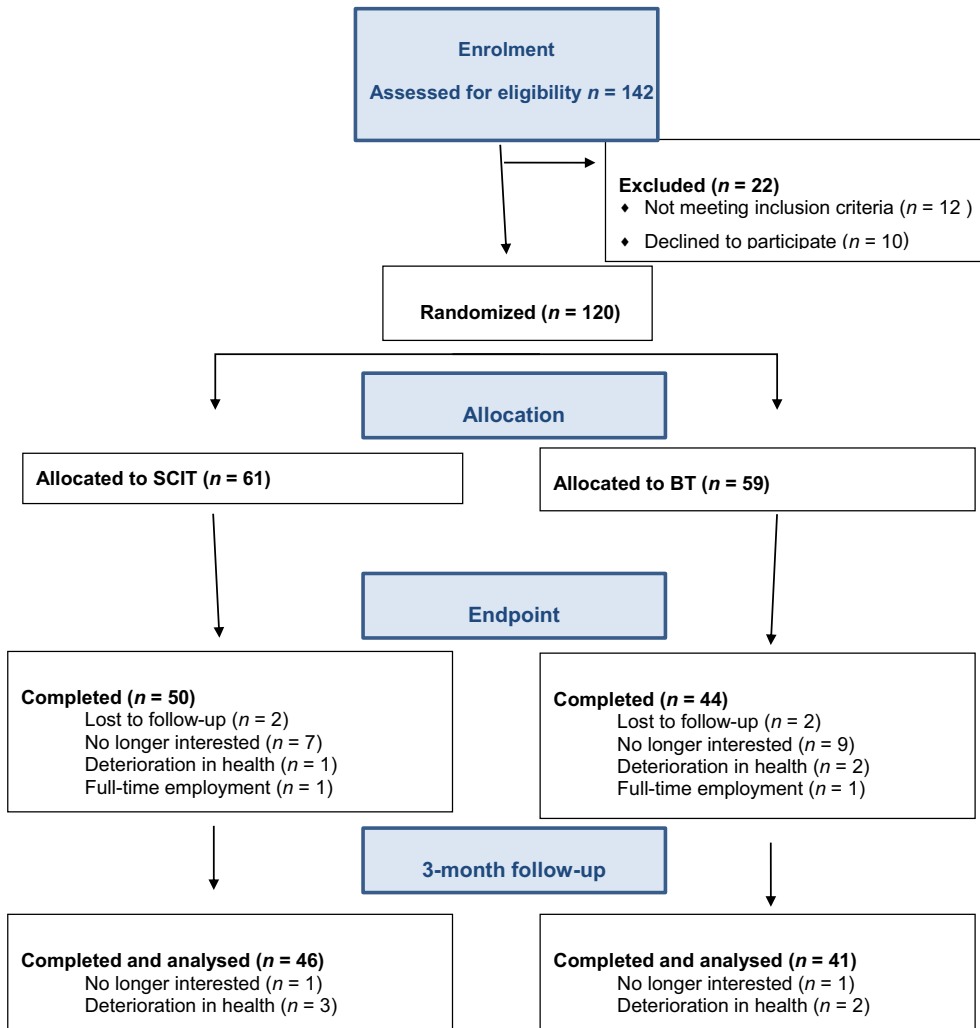 Enrolment
Assessed for eligibility n = 142
Excluded (n = 22)
♦ Not meeting inclusion criteria (n = 12 )
♦ Declined to participate (n = 10)
Randomized (n = 120)
Allocation
Allocated to SCIT (n = 61)
Allocated to BT (n = 59)
Endpoint
Completed (n = 50)
Lost to follow-up (n = 2)
No longer interested (n = 7)
Deterioration in health (n = 1)
Full-time employment (n = 1)
Completed (n = 44)
Lost to follow-up (n = 2)
No longer interested (n = 9)
Deterioration in health (n = 2)
Full-time employment (n = 1)
3-month follow-up
Completed and analysed (n = 46)
No longer interested (n = 1)
Deterioration in health (n = 3)
Completed and analysed (n = 41)
No longer interested (n = 1)
Deterioration in health (n = 2)